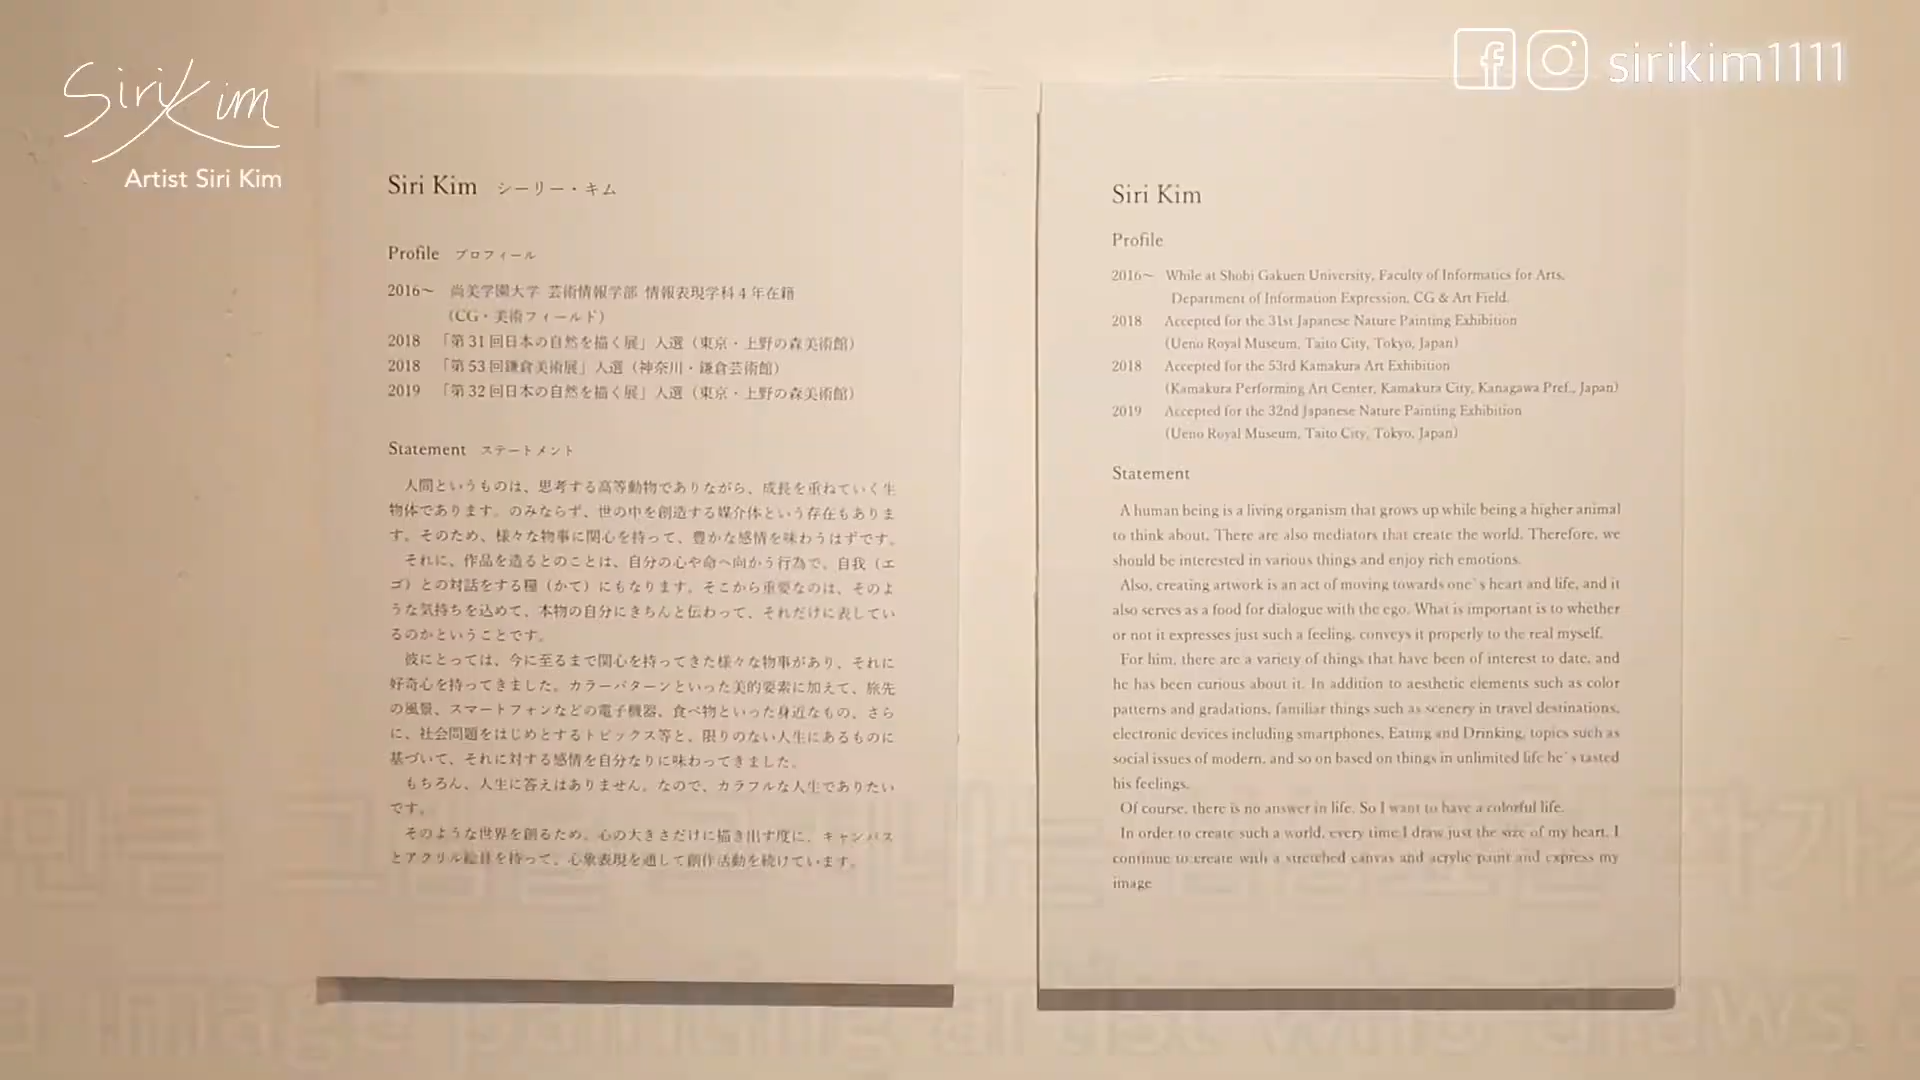 Siri Kim
Artist Siri Kim
sirikim1111
Siri Kim シーリー・キム
Profile プロフィール
2016～ 尚美学園大学 芸術情報学部 情報表現学科4年在籍
（CG・美術フィールド）
2018 「第31回日本の自然を描く展」入選（東京・上野の森美術館）
2018 「第53回鎌倉美術展」入選（神奈川・鎌倉芸術館）
2019 「第32回日本の自然を描く展」入選（東京・上野の森美術館）
Statement ステートメント
人間というものは、思考する高等動物でありながら、成長を重ねていく生
物体であります。のみならず、世の中を創造する媒介体という存在もありま
す。そのため、様々な物事に関心を持って、豊かな感情を味わうはずです。
それに、作品を造るとのことは、自分の心や命へ向かう行為で、自我（エ
ゴ）との対話をする糧（かて）にもなります。そこから重要なのは、そのよ
うな気持ちを込めて、本物の自分にきちんと伝わって、それだけに表してい
るのかということです。
彼にとっては、今に至るまで関心を持ってきた様々な物事があり、それに
好奇心を持ってきました。カラーパターンといった美的要素に加えて、旅先
の風景、スマートフォンなどの電子機器、食べ物といった身近なもの、さら
に、社会問題をはじめとするトピックス等と、限りのない人生にあるものに
基づいて、それに対する感情を自分なりに味わってきました。
もちろん、人生に答えはありません。なので、カラフルな人生でありたい
です。
そのような世界を創るため、心の大きさだけに描き出す度に、キャンバス
とアクリル絵具を持って、心象表現を通して創作活動を続けています。
Siri Kim
Profile
2016～ While at Shobi Gakuen University, Faculty of Informatics for Arts,
Department of Information Expression, CG & Art Field.
2018 Accepted for the 31st Japanese Nature Painting Exhibition
(Ueno Royal Museum, Taito City, Tokyo, Japan)
2018 Accepted for the 53rd Kamakura Art Exhibition
(Kamakura Performing Art Center, Kamakura City, Kanagawa Pref., Japan)
2019 Accepted for the 32nd Japanese Nature Painting Exhibition
(Ueno Royal Museum, Taito City, Tokyo, Japan)
Statement
A human being is a living organism that grows up while being a higher animal
to think about. There are also mediators that create the world. Therefore, we
should be interested in various things and enjoy rich emotions.
Also, creating artwork is an act of moving towards one`s heart and life, and it
also serves as a food for dialogue with the ego. What is important is to whether
or not it expresses just such a feeling, conveys it properly to the real myself.
For him, there are a variety of things that have been of interest to date, and
he has been curious about it. In addition to aesthetic elements such as color
patterns and gradations, familiar things such as scenery in travel destinations,
electronic devices including smartphones, Eating and Drinking, topics such as
social issues of modern, and so on based on things in unlimited life he`s tasted
his feelings.
Of course, there is no answer in life. So I want to have a colorful life.
In order to create such a world, every time I draw just the size of my heart, I
continue to create with a stretched canvas and acrylic paint and express my
image
a image painting artist who draws